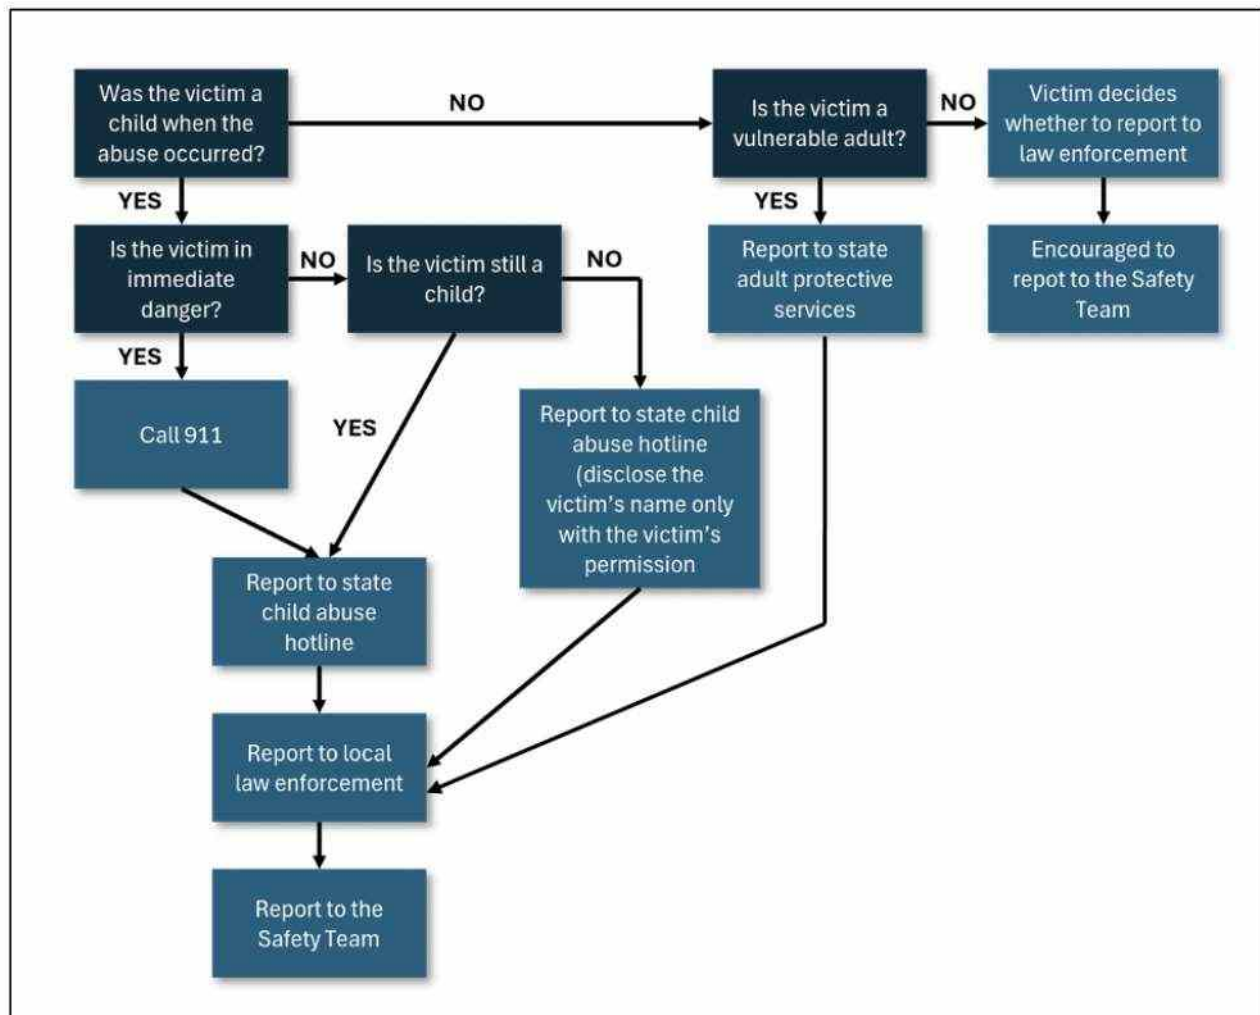 Was the victim a
child when the
abuse occurred?
NO
Is the victim a
vulnerable adult?
NO
Victim decides
whether to report to
law enforcement
YES
YES
Is the victim in
immediate
danger?
NO
Is the victim still a
child?
NO
Report to state
adult protective
services
Encouraged to
repot to the Safety
Team
YES
Call 911
YES
Report to state child
abuse hotline
(disclose the
victim’s name only
with the victim’s
permission
Report to state
child abuse
hotline
Report to local
law enforcement
Report to the
Safety Team